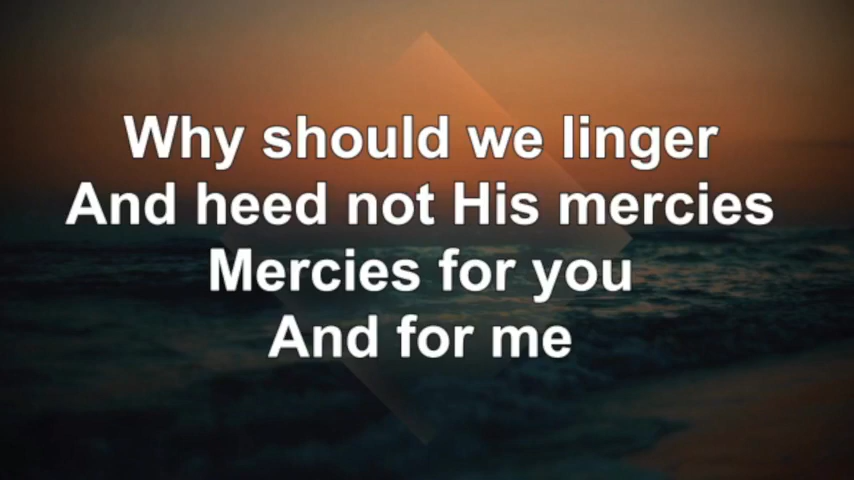 Why should we linger
And heed not His mercies
Mercies for you
And for me